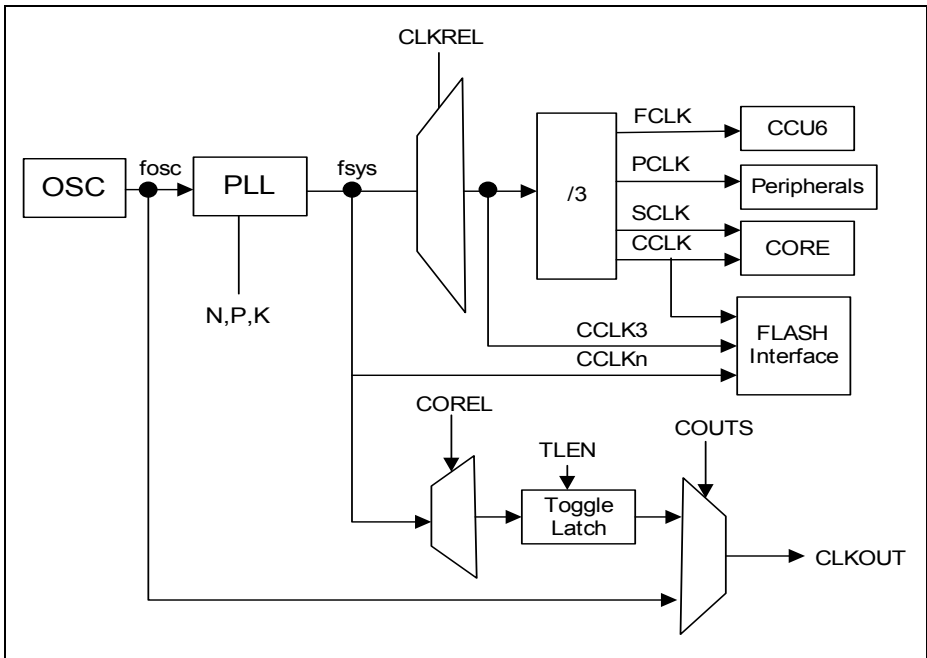 CLKREL
FCLK
CCU6
fosc
fsys
PCLK
OSC
PLL
/3
Peripherals
SCLK
CCLK
CORE
N,P,K
CCLK3
FLASH
Interface
CCLKn
COREL
COUTS
TLEN
Toggle
Latch
CLKOUT